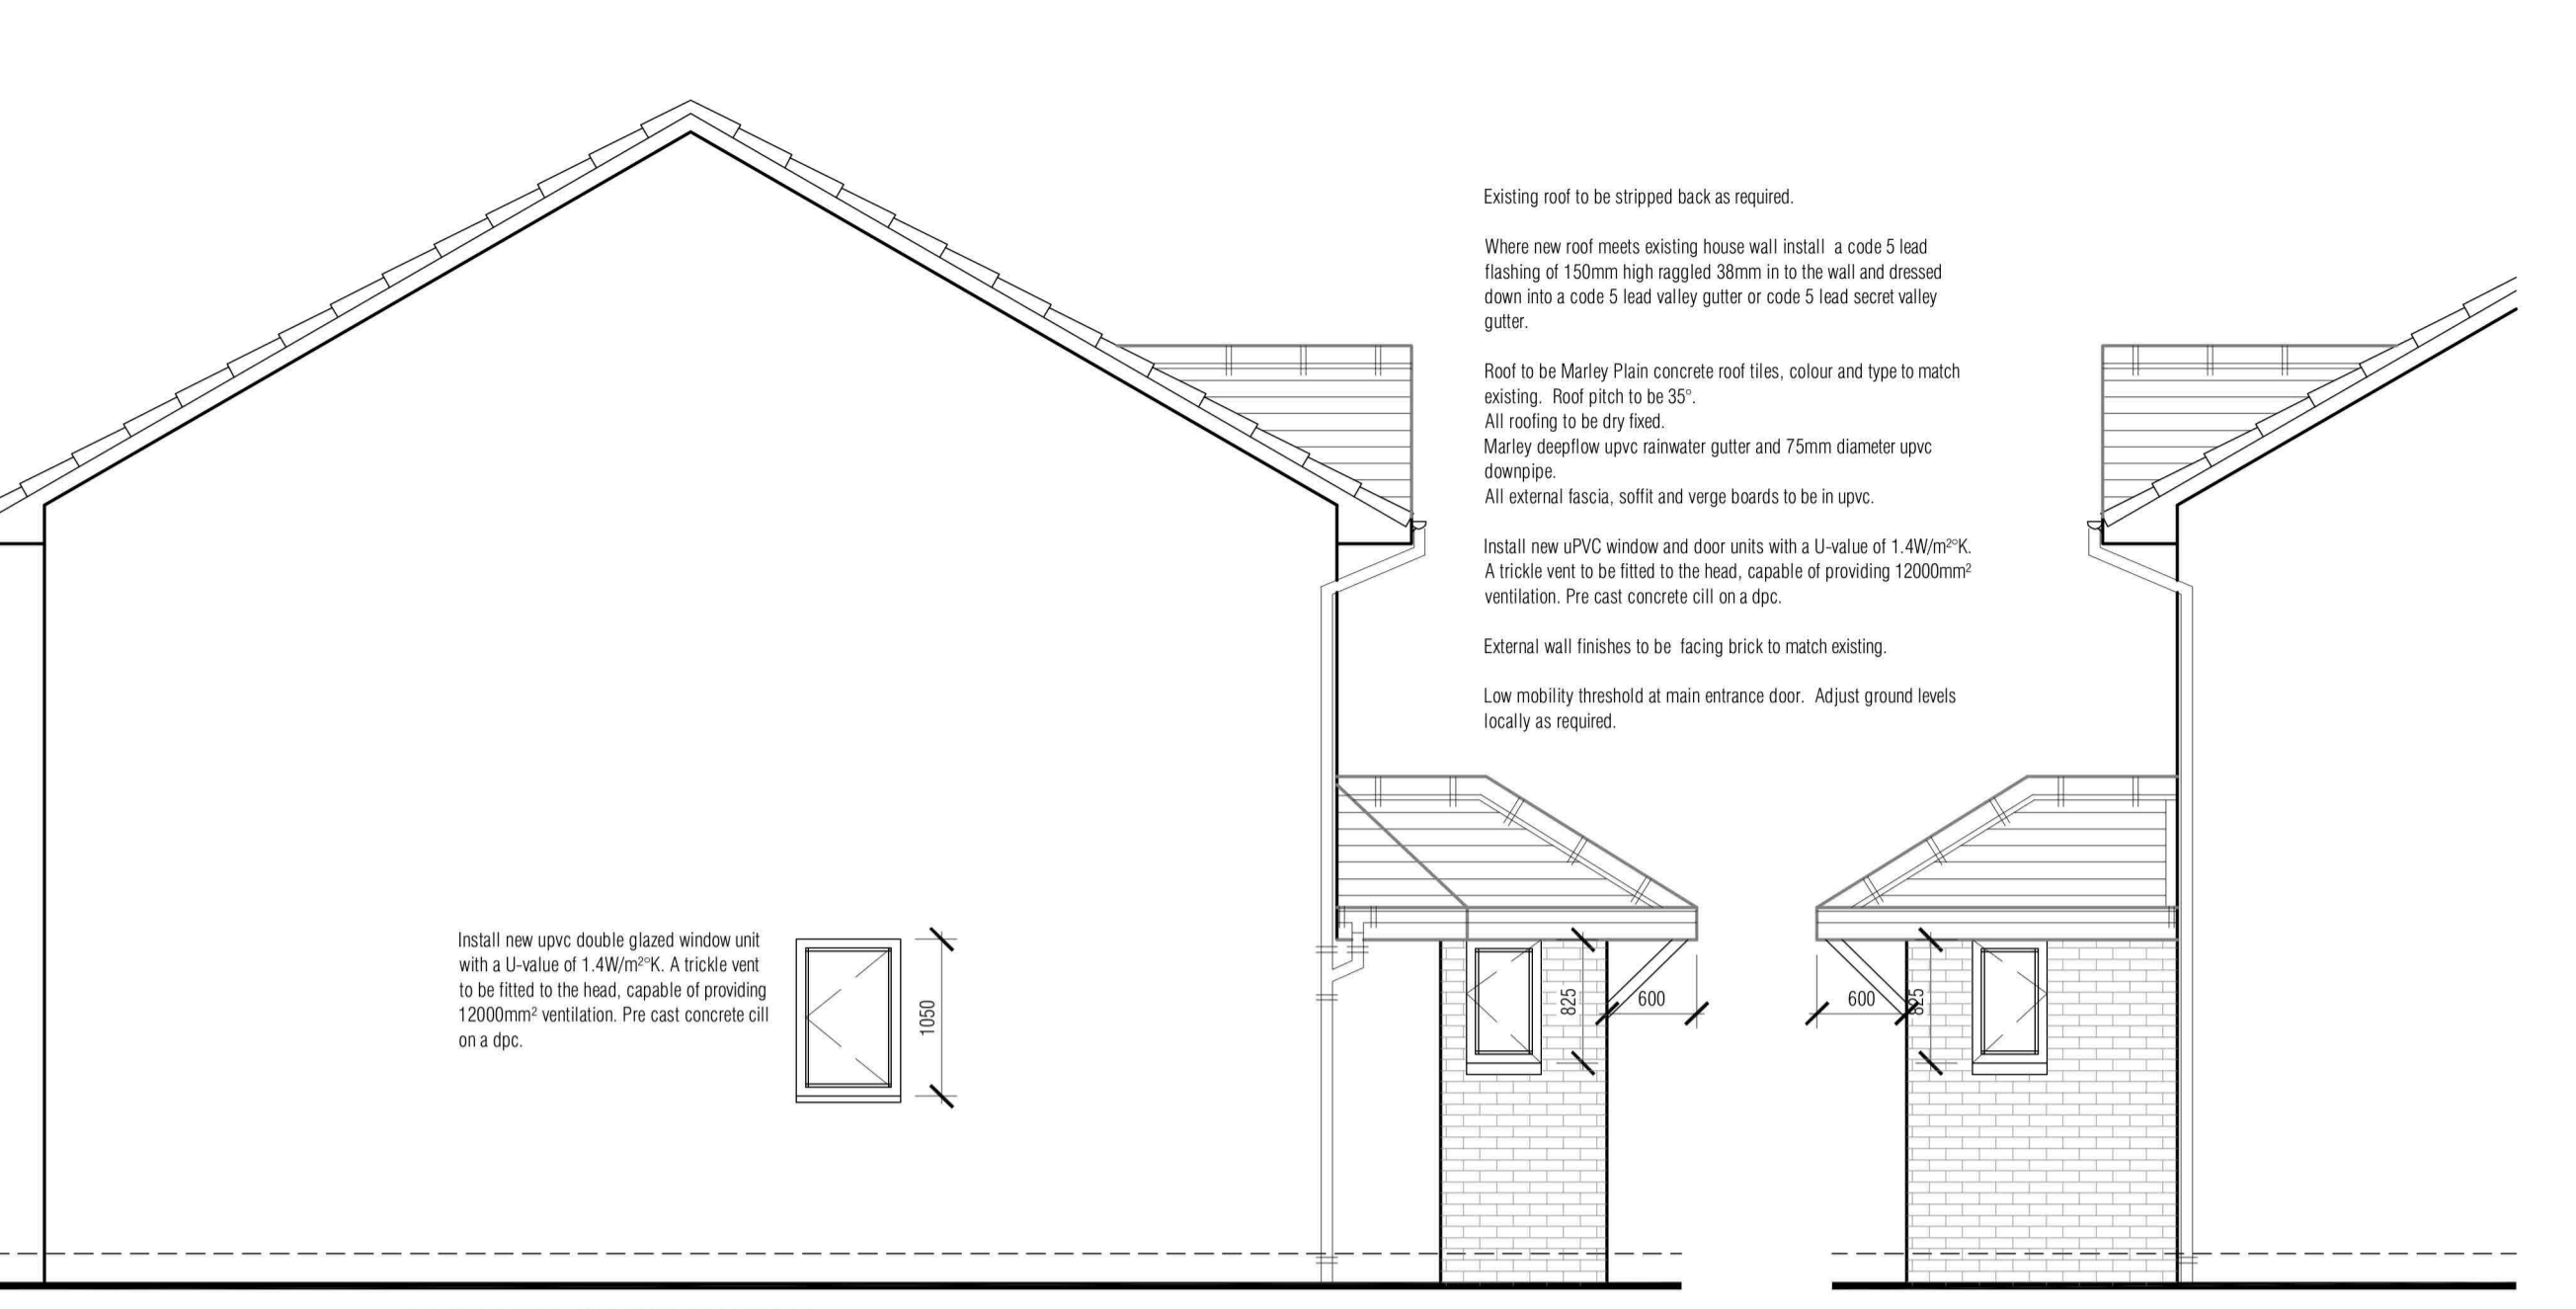 Existing roof to be stripped back as required.
Where new roof meets existing house wall install a code 5 lead
flashing of 150mm high raggled 38mm in to the wall and dressed
down into a code 5 lead valley gutter or code 5 lead secret valley
gutter.
Roof to be Marley Plain concrete roof tiles, colour and type to match
existing. Roof pitch to be 35°.
All roofing to be dry fixed.
Marley deepflow upvc rainwater gutter and 75mm diameter upvc
downpipe.
All external fascia, soffit and verge boards to be in upvc.
Install new uPVC window and door units with a U-value of 1.4W/m²°K.
A trickle vent to be fitted to the head, capable of providing 12000mm²
ventilation. Pre cast concrete cill on a dpc.
External wall finishes to be facing brick to match existing.
Low mobility threshold at main entrance door. Adjust ground levels
locally as required.
Install new upvc double glazed window unit
with a U-value of 1.4W/m²°K. A trickle vent
to be fitted to the head, capable of providing
12000mm² ventilation. Pre cast concrete cill
on a dpc.
1050
825
600
600
825